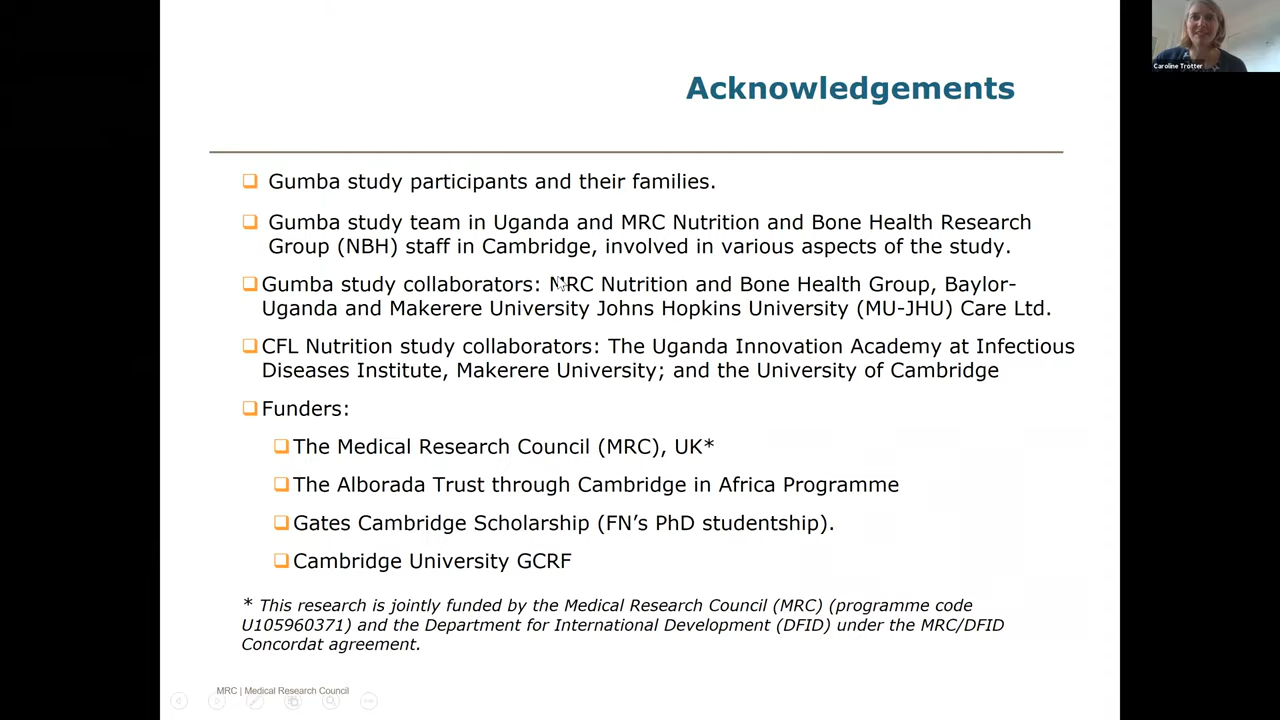 Caroline Trotter
Acknowledgements
Gumba study participants and their families.
Gumba study team in Uganda and MRC Nutrition and Bone Health Research
Group (NBH) staff in Cambridge, involved in various aspects of the study.
Gumba study collaborators: MRC Nutrition and Bone Health Group, Baylor-
Uganda and Makerere University Johns Hopkins University (MU-JHU) Care Ltd.
CFL Nutrition study collaborators: The Uganda Innovation Academy at Infectious
Diseases Institute, Makerere University; and the University of Cambridge
Funders:
The Medical Research Council (MRC), UK*
The Alborada Trust through Cambridge in Africa Programme
Gates Cambridge Scholarship (FN’s PhD studentship).
Cambridge University GCRF
* This research is jointly funded by the Medical Research Council (MRC) (programme code
U105960371) and the Department for International Development (DFID) under the MRC/DFID
Concordat agreement.
MRC | Medical Research Council